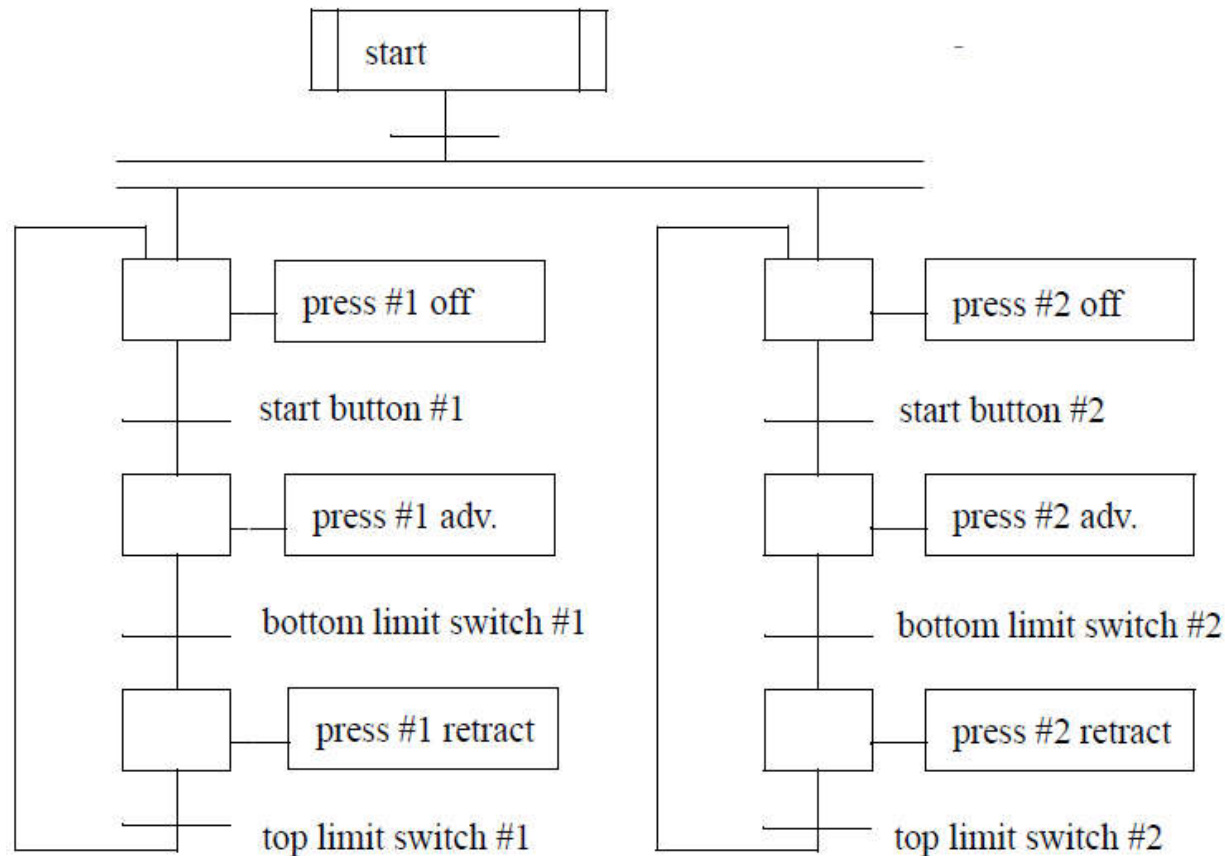 start
press #1 off
press #2 off
start button #1
start button #2
press #1 adv.
press #2 adv.
bottom limit switch #1
bottom limit switch #2
press #1 retract
press #2 retract
top limit switch #1
top limit switch #2